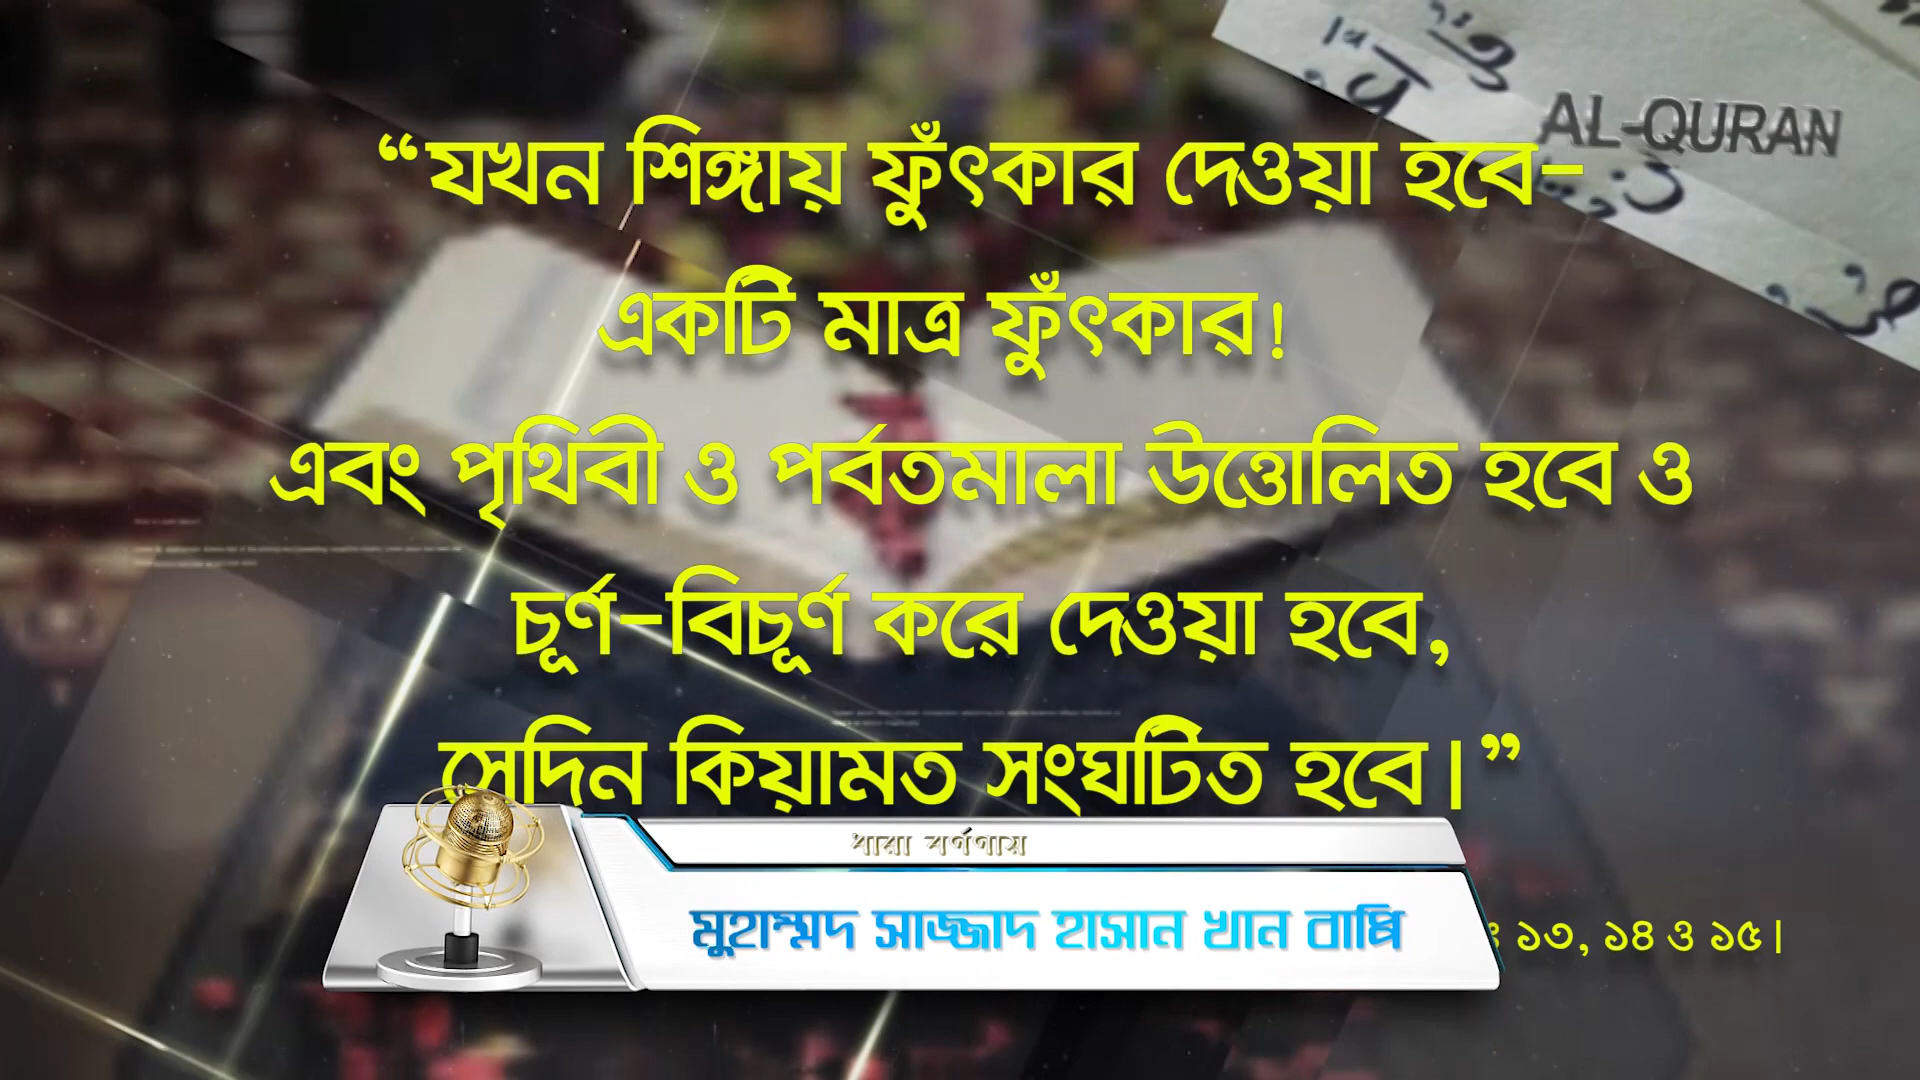 AL-QURAN
“যখন শিঙ্গায় ফুঁৎকার দেওয়া হবে-
একটি মাত্র ফুঁৎকার!
এবং পৃথিবী ও পর্বতমালা উত্তোলিত হবে ও
চূর্ণ-বিচূর্ণ করে দেওয়া হবে,
সেদিন কিয়ামত সংঘটিত হবে।”
ধারা বর্ণণায়
মুহাম্মদ সাজ্জাদ হাসান খান বাপ্পি
১৩, ১৪ ও ১৫।